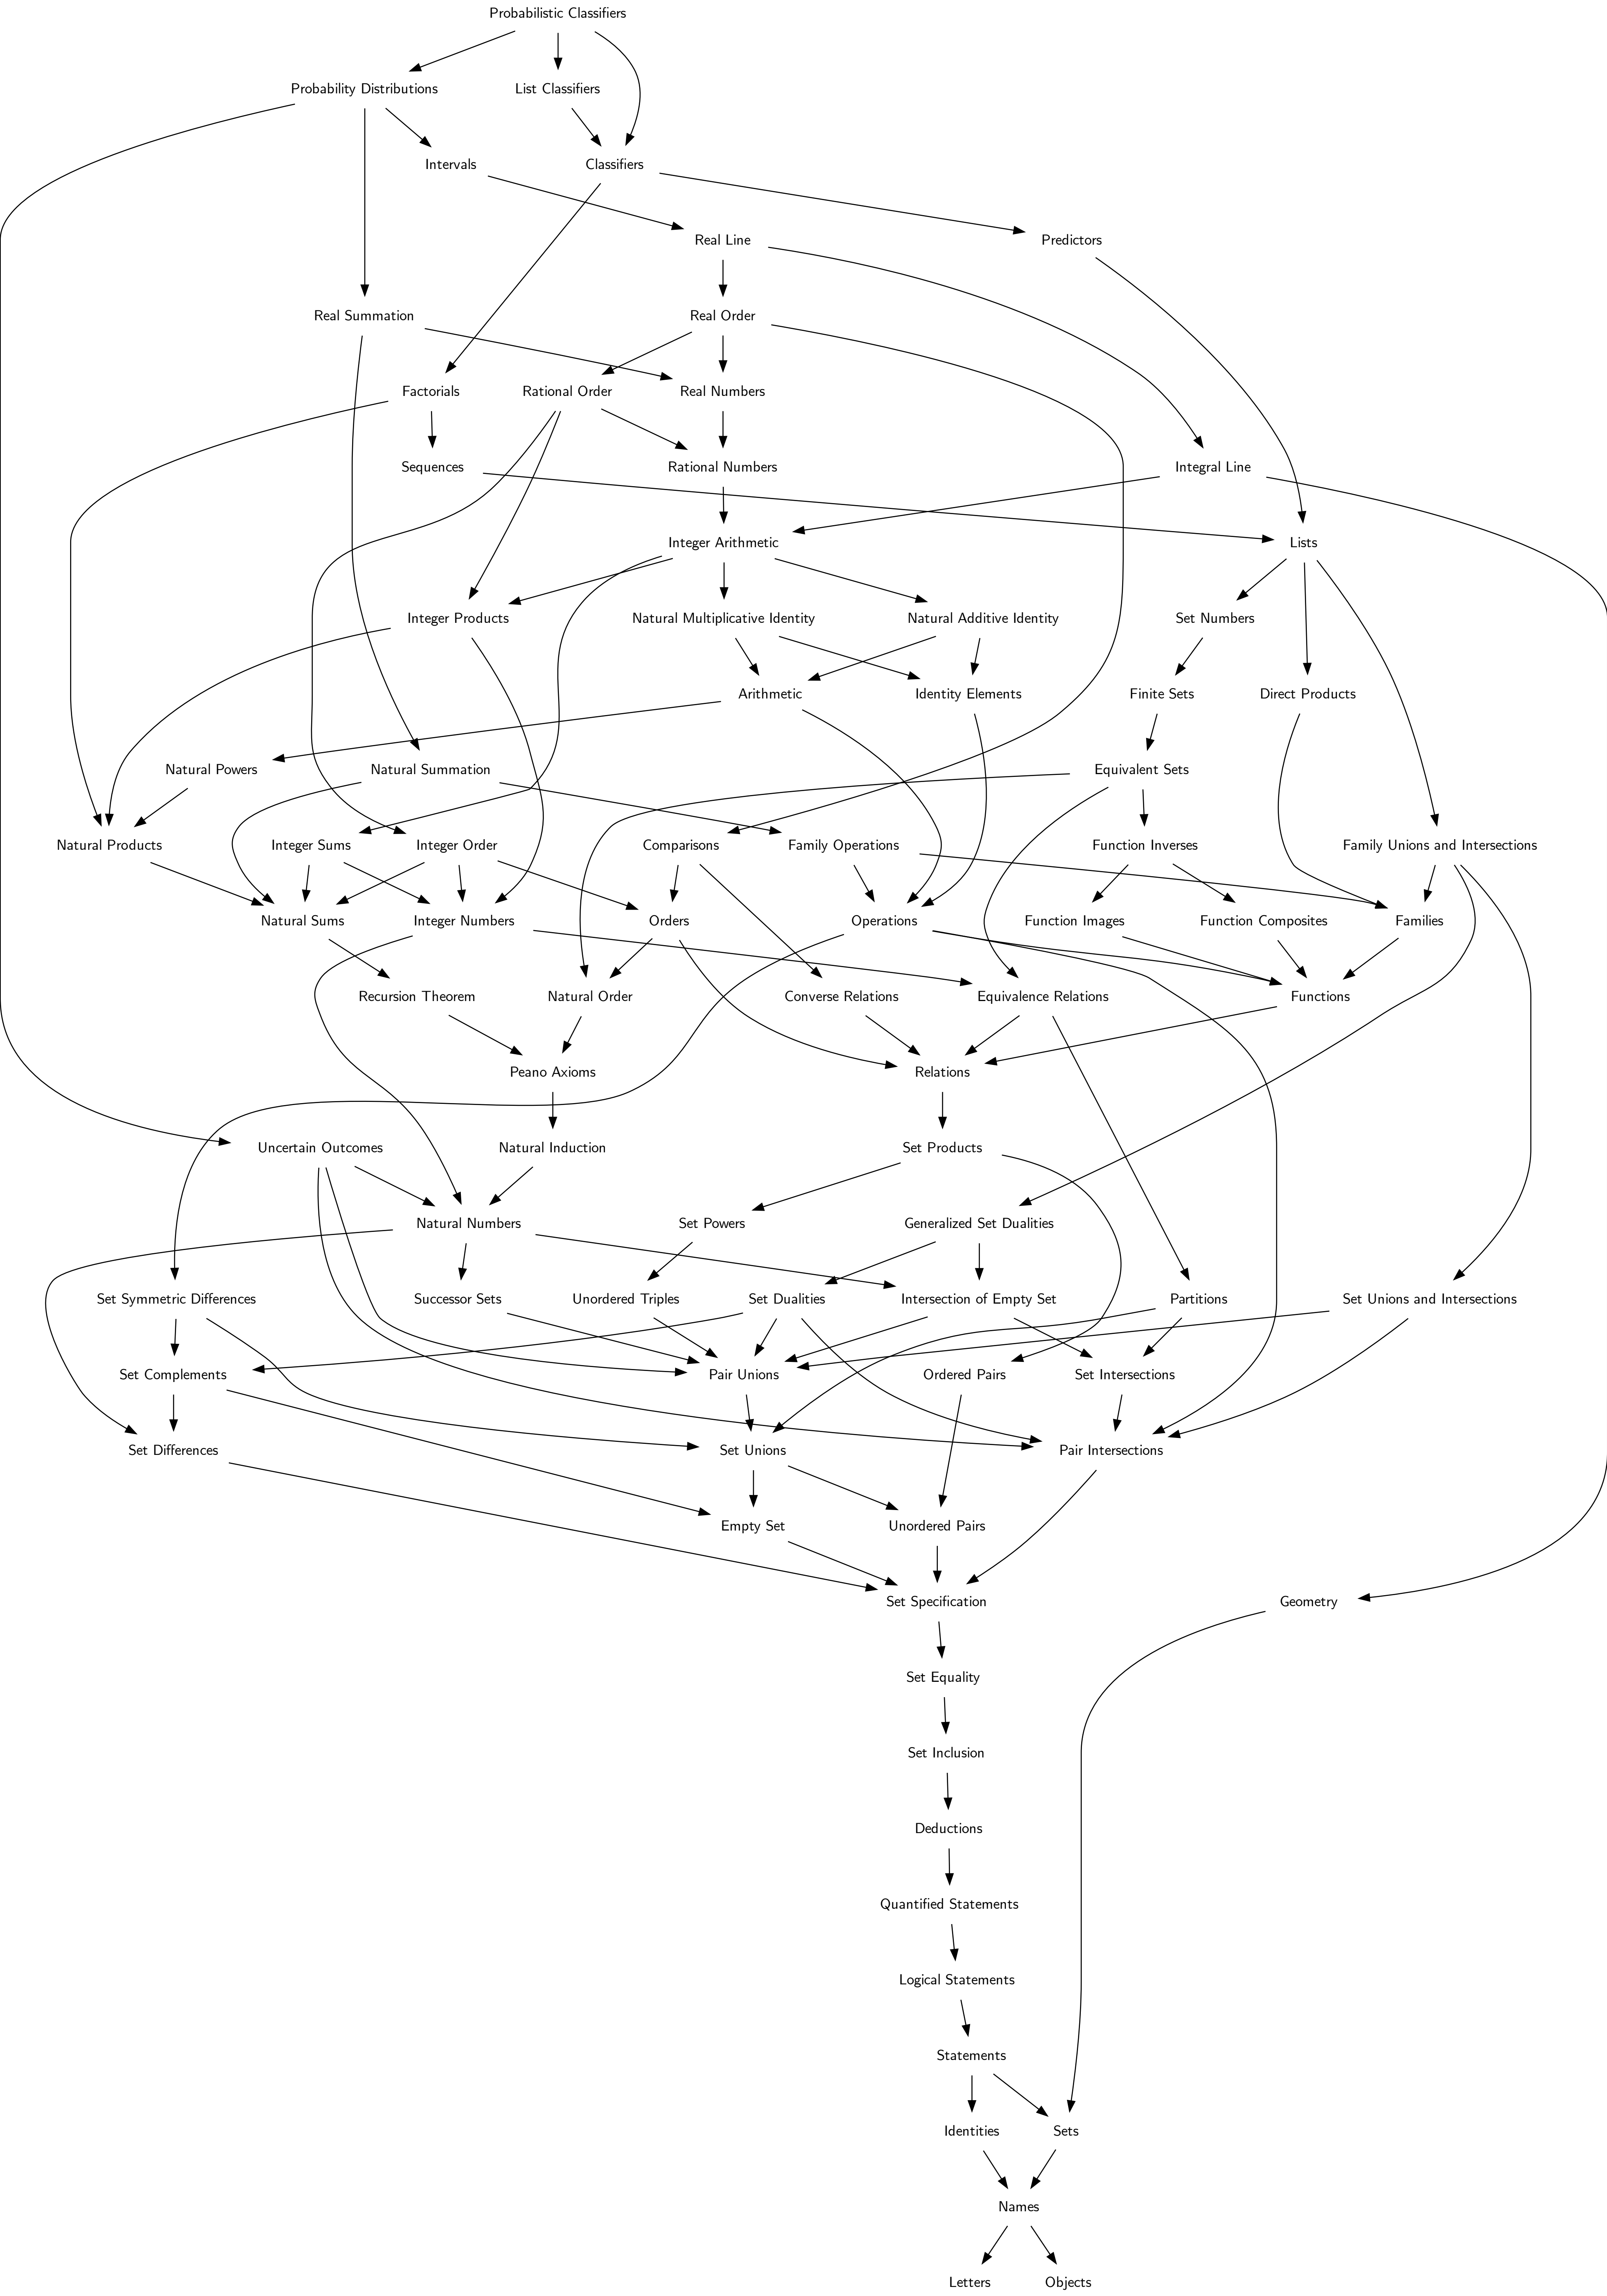 Probabilistic Classifiers
Probability Distributions
List Classifiers
Intervals
Classifiers
Real Line
Predictors
Real Summation
Real Order
Factorials
Rational Order
Real Numbers
Sequences
Rational Numbers
Integral Line
Integer Arithmetic
Lists
Integer Products
Natural Multiplicative Identity
Natural Additive Identity
Set Numbers
Arithmetic
Identity Elements
Finite Sets
Direct Products
Natural Powers
Natural Summation
Equivalent Sets
Natural Products
Integer Sums
Integer Order
Comparisons
Family Operations
Function Inverses
Family Unions and Intersections
Natural Sums
Integer Numbers
Orders
Operations
Function Images
Function Composites
Families
Recursion Theorem
Natural Order
Converse Relations
Equivalence Relations
Functions
Peano Axioms
Relations
Uncertain Outcomes
Natural Induction
Set Products
Natural Numbers
Set Powers
Generalized Set Dualities
Set Symmetric Differences
Successor Sets
Unordered Triples
Set Dualities
Intersection of Empty Set
Partitions
Set Unions and Intersections
Set Complements
Pair Unions
Ordered Pairs
Set Intersections
Set Differences
Set Unions
Pair Intersections
Empty Set
Unordered Pairs
Set Specification
Geometry
Set Equality
Set Inclusion
Deductions
Quantified Statements
Logical Statements
Statements
Identities
Sets
Names
Letters
Objects